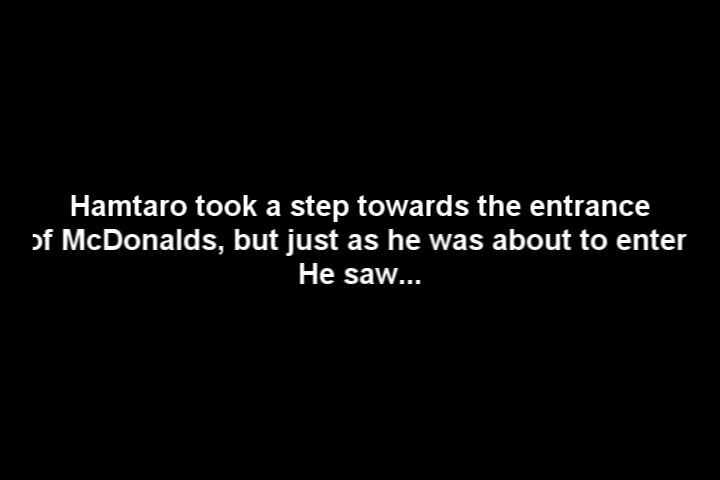 Hamtaro took a step towards the entrance
of McDonalds, but just as he was about to enter
He saw...